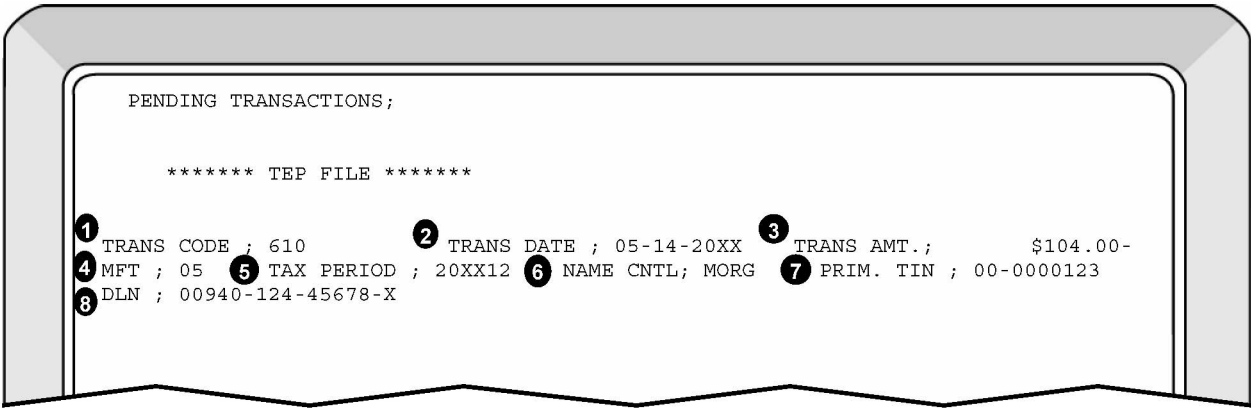 PENDING TRANSACTIONS;
******* TEP FILE *******
1 TRANS CODE ; 610 2 TRANS DATE ; 05-14-20XX 3 TRANS AMT.; $104.00-
4 MFT ; 05 5 TAX PERIOD ; 20XX12 6 NAME CNTL; MORG 7 PRIM. TIN ; 00-0000123
8 DLN ; 00940-124-45678-X